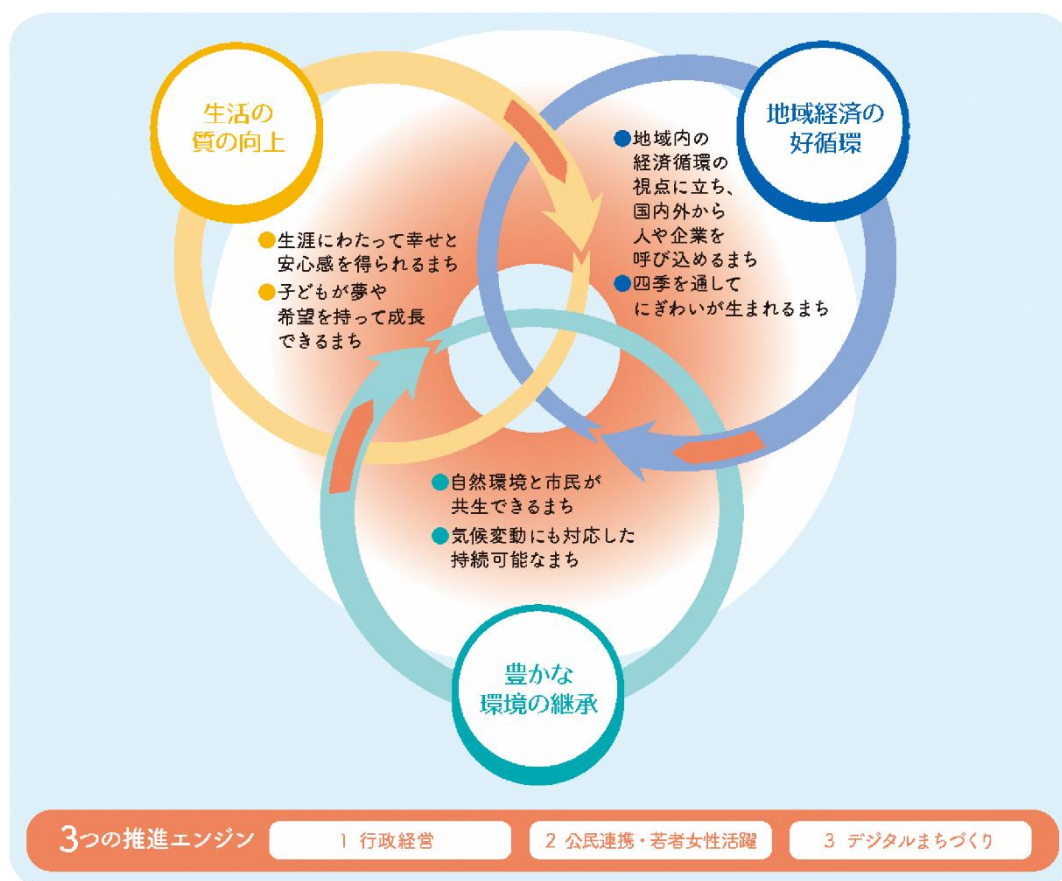 生活の
質の向上
地域経済の
好循環
●地域内の
経済循環の
視点に立ち、
国内外から
人や企業を
呼び込めるまち
●四季を通して
にぎわいが生まれるまち
●生涯にわたって幸せと
安心感を得られるまち
●子どもが夢や
希望を持って成長
できるまち
●自然環境と市民が
共生できるまち
●気候変動にも対応した
持続可能なまち
豊かな
環境の継承
3つの推進エンジン
1 行政経営
2 公民連携・若者女性活躍
3 デジタルまちづくり